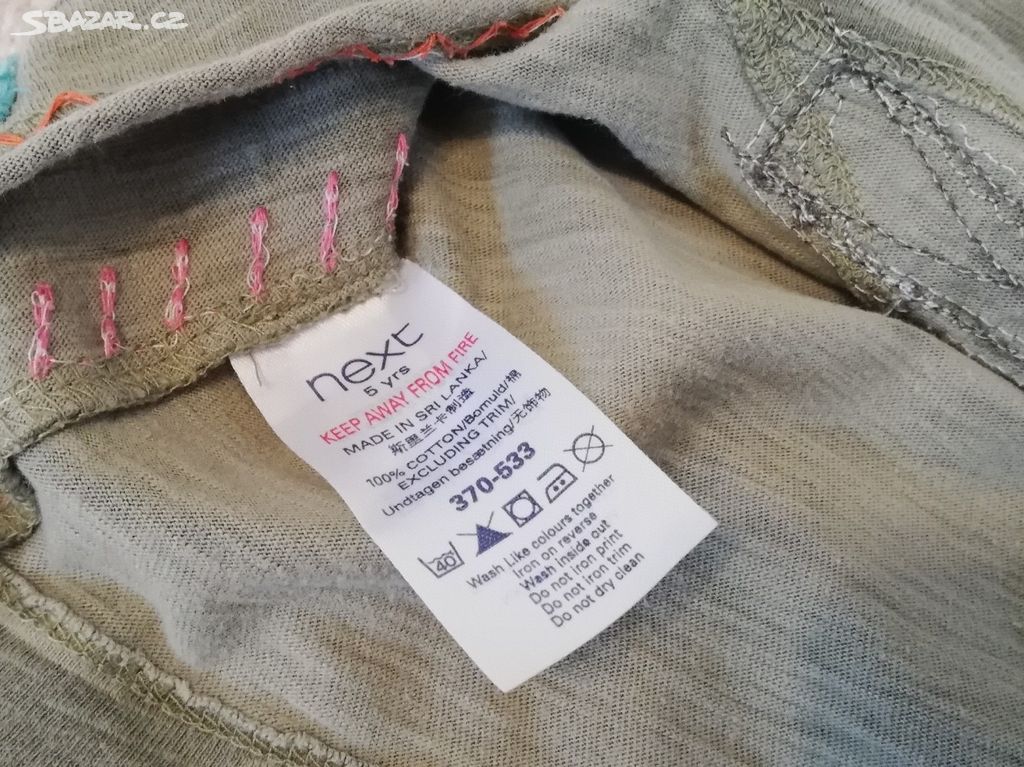 SBAZAR.CZ
next
5 yrs
KEEP AWAY FROM FIRE
MADE IN SRI LANKA/
斯里兰卡制造
100% COTTON/Bomuld/棉
EXCLUDING TRIM/
Undtagen besætning/无饰物
370-533
40
Wash Like colours together
Iron on reverse
Wash inside out
Do not iron print
Do not iron trim
Do not dry clean